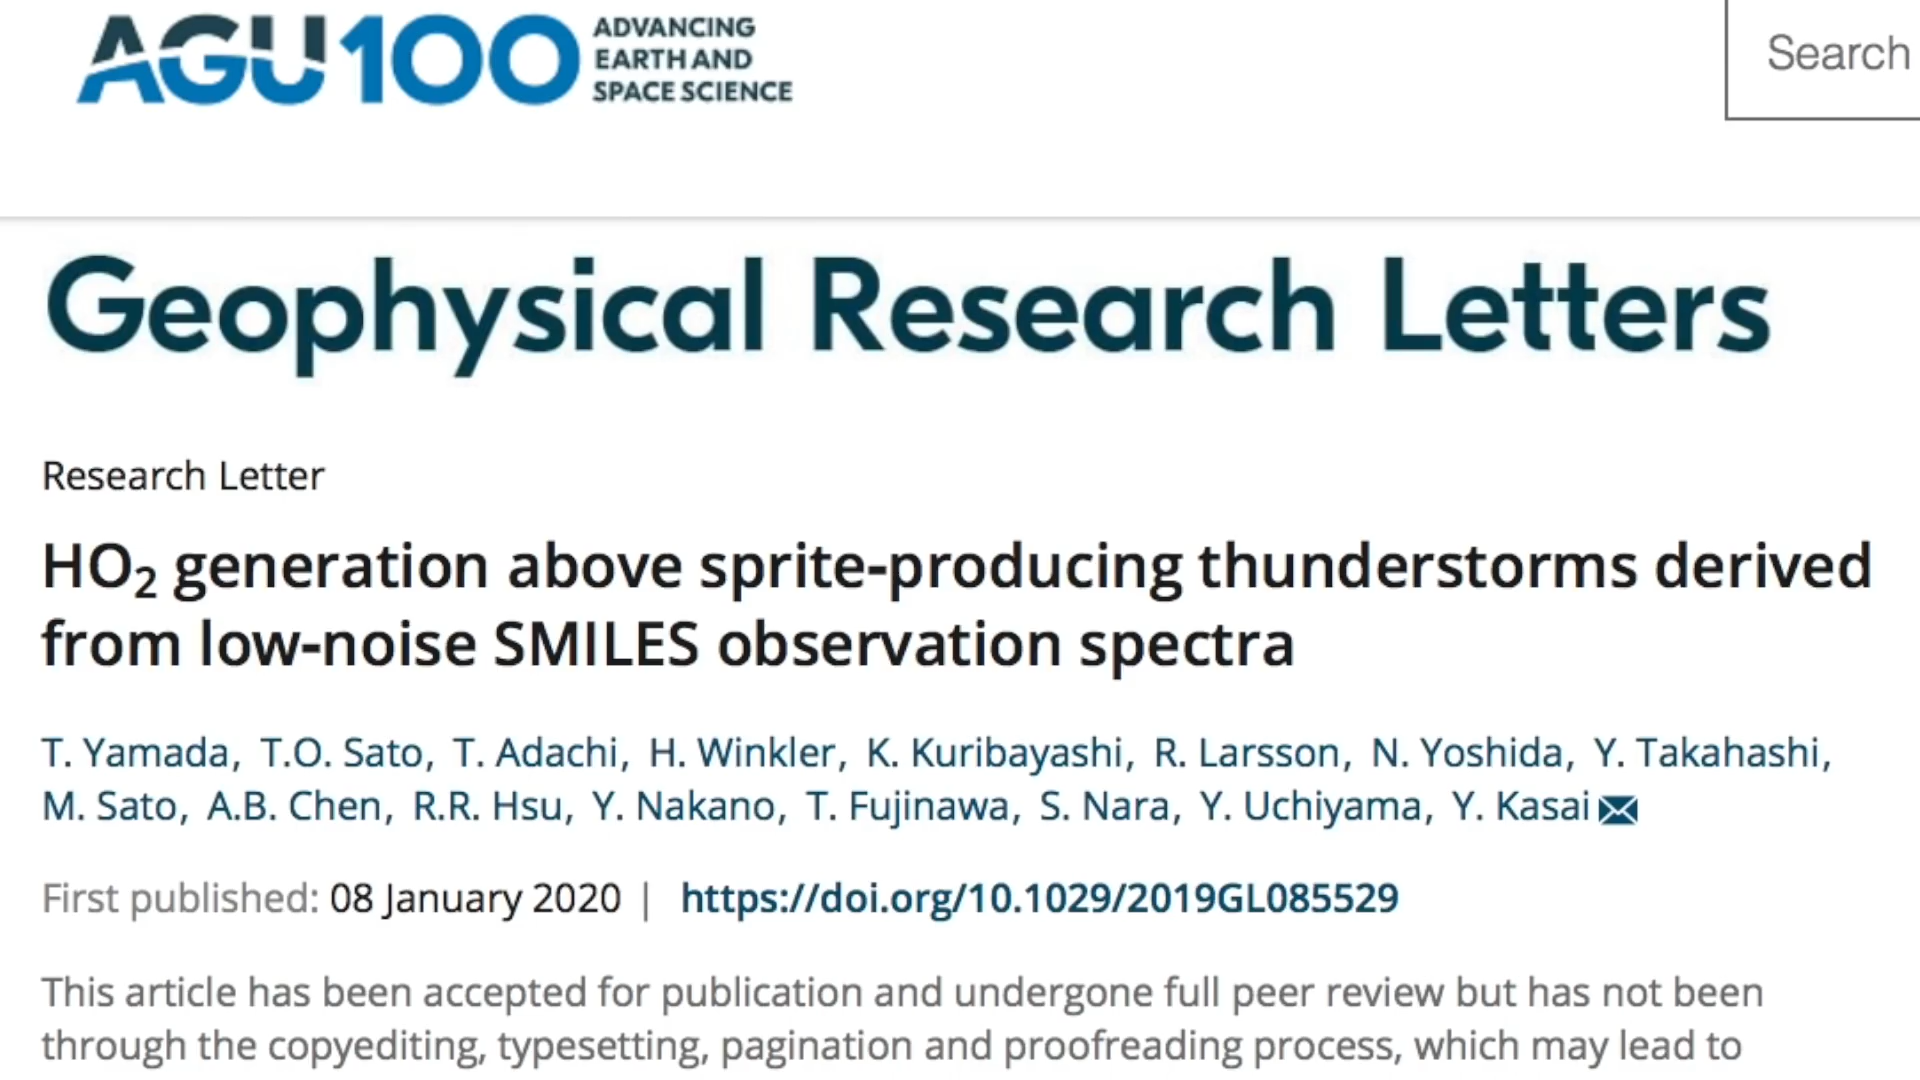 AGU100 ADVANCING
EARTH AND
SPACE SCIENCE
Search
Geophysical Research Letters
Research Letter
HO₂ generation above sprite-producing thunderstorms derived
from low-noise SMILES observation spectra
T. Yamada, T.O. Sato, T. Adachi, H. Winkler, K. Kuribayashi, R. Larsson, N. Yoshida, Y. Takahashi,
M. Sato, A.B. Chen, R.R. Hsu, Y. Nakano, T. Fujinawa, S. Nara, Y. Uchiyama, Y. Kasai
First published: 08 January 2020 | https://doi.org/10.1029/2019GL085529
This article has been accepted for publication and undergone full peer review but has not been
through the copyediting, typesetting, pagination and proofreading process, which may lead to